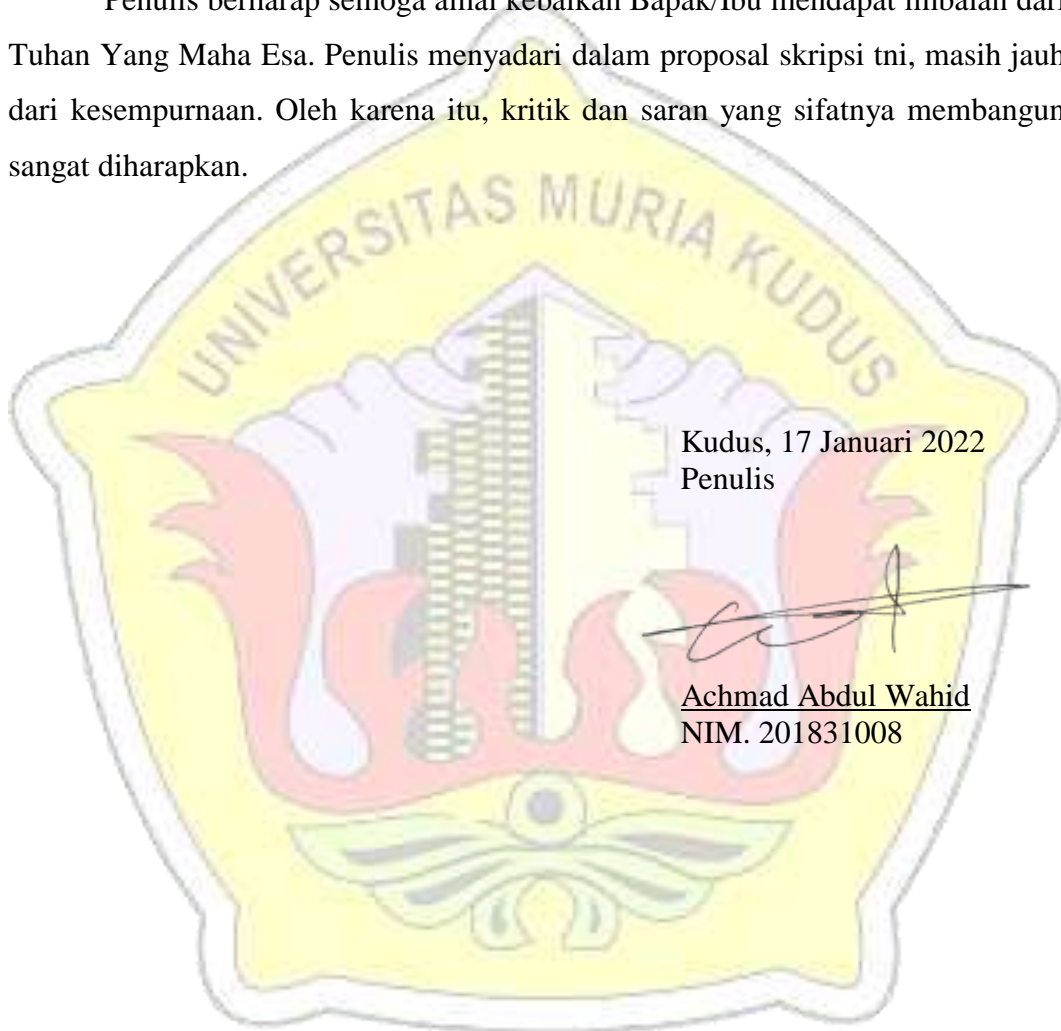 Penulis berharap semoga amal kebaikan Bapak/Ibu mendapat imbalan dari
Tuhan Yang Maha Esa. Penulis menyadari dalam proposal skripsi tni, masih jauh
dari kesempurnaan. Oleh karena itu, kritik dan saran yang sifatnya membangun
sangat diharapkan.
UNIVERSITAS MURIA KUDUS
Kudus, 17 Januari 2022
Penulis
Achmad Abdul Wahid
NIM. 201831008